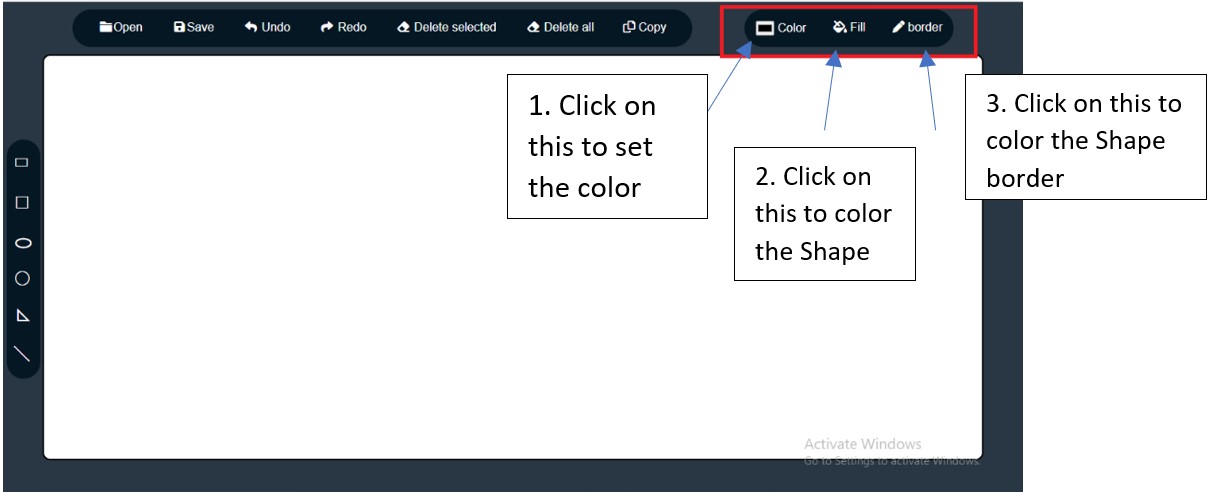 Open Save Undo Redo Delete selected Delete all Copy Color Fill border
1. Click on
this to set
the color
2. Click on
this to color
the Shape
3. Click on this to
color the Shape
border
Activate Windows
Go to Settings to activate Windows.